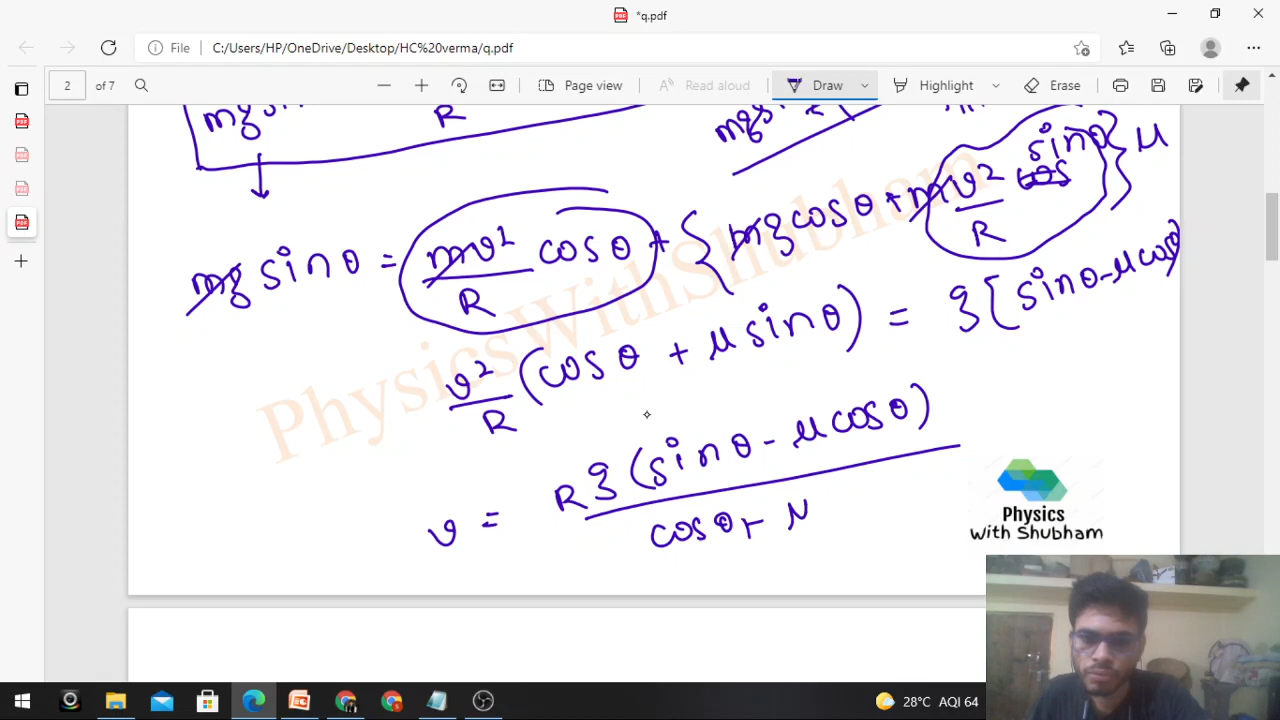 *q.pdf
File C:/Users/HP/OneDrive/Desktop/HC%20verma/q.pdf
2 of 7 Page view Read aloud Draw Highlight Erase
R
mg sinθ = mv²/R cosθ + { mg cosθ + mv²/R cos sinθ } μ
v²/R (cosθ + μ sinθ) = g [sinθ - μ cosθ
v = Rg (sinθ - μ cosθ) / cosθ + μ
PhysicsWithShubham
Physics
With Shubham
28°C AQI 64